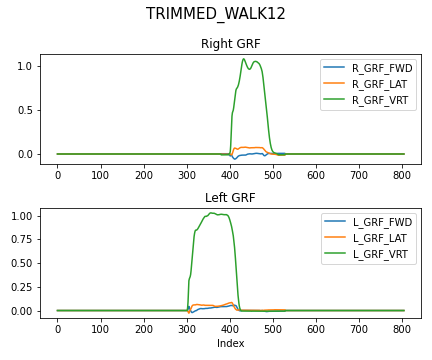 TRIMMED_WALK12
Right GRF
1.0
0.5
0.0
R_GRF_FWD
R_GRF_LAT
R_GRF_VRT
0 100 200 300 400 500 600 700 800
Left GRF
1.00
0.75
0.50
0.25
0.00
L_GRF_FWD
L_GRF_LAT
L_GRF_VRT
0 100 200 300 400 500 600 700 800
Index